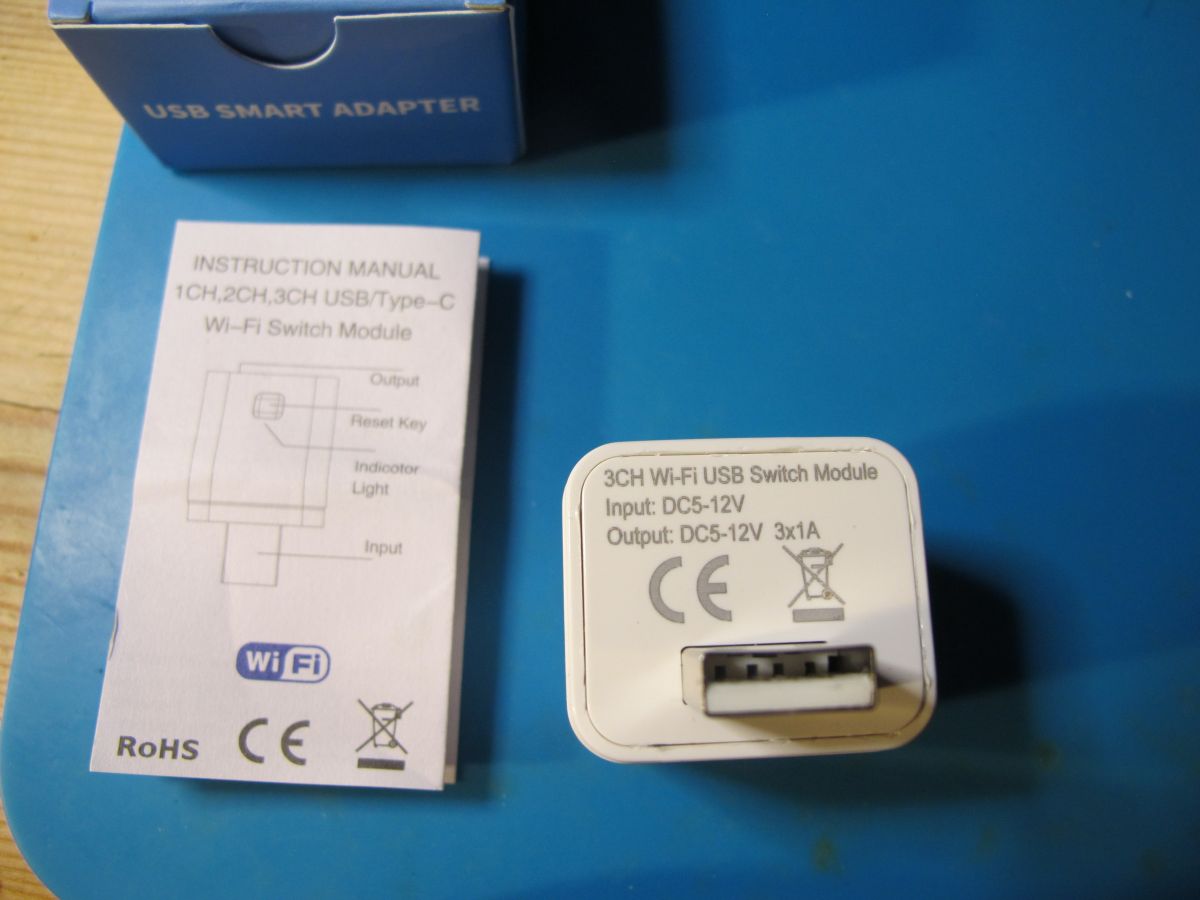 USB SMART ADAPTER
INSTRUCTION MANUAL
1CH,2CH,3CH USB/Type-C
Wi-Fi Switch Module
Output
Reset Key
Indicotor
Light
Input
WiFi
RoHS CE
3CH Wi-Fi USB Switch Module
Input: DC5-12V
Output: DC5-12V 3x1A
CE